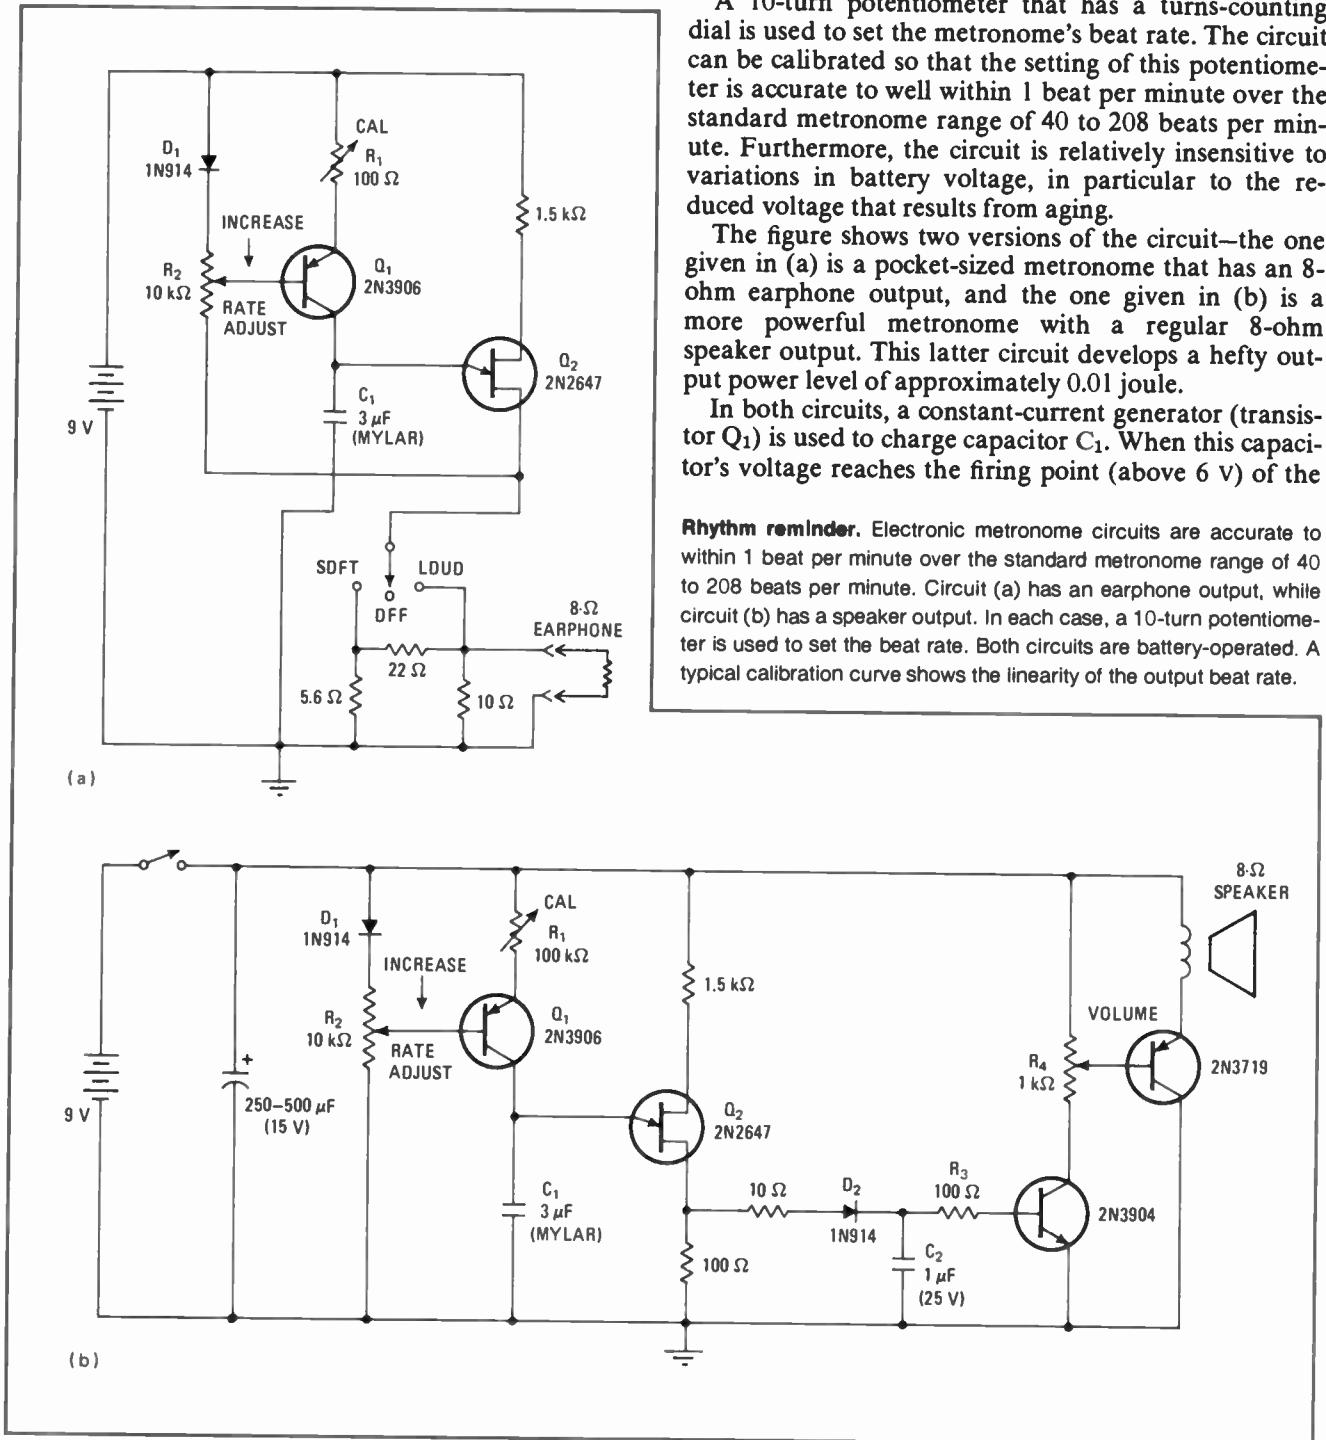 A 10-turn potentiometer that has a turns-counting
dial is used to set the metronome's beat rate. The circuit
can be calibrated so that the setting of this potentiome-
ter is accurate to well within 1 beat per minute over the
standard metronome range of 40 to 208 beats per min-
ute. Furthermore, the circuit is relatively insensitive to
variations in battery voltage, in particular to the re-
duced voltage that results from aging.
The figure shows two versions of the circuit—the one
given in (a) is a pocket-sized metronome that has an 8-
ohm earphone output, and the one given in (b) is a
more powerful metronome with a regular 8-ohm
speaker output. This latter circuit develops a hefty out-
put power level of approximately 0.01 joule.
In both circuits, a constant-current generator (transis-
tor Q1) is used to charge capacitor C1. When this capaci-
tor's voltage reaches the firing point (above 6 V) of the
Rhythm reminder. Electronic metronome circuits are accurate to
within 1 beat per minute over the standard metronome range of 40
to 208 beats per minute. Circuit (a) has an earphone output, while
circuit (b) has a speaker output. In each case, a 10-turn potentiome-
ter is used to set the beat rate. Both circuits are battery-operated. A
typical calibration curve shows the linearity of the output beat rate.
D1
1N914
CAL
R1
100 Ω
1.5 kΩ
INCREASE
R2
10 kΩ
RATE
ADJUST
Q1
2N3906
Q2
2N2647
C1
3 μF
(MYLAR)
9 V
SOFT
LOUD
OFF
8-Ω
EARPHONE
22 Ω
5.6 Ω
10 Ω
(a)
8-Ω
SPEAKER
D1
1N914
CAL
R1
100 kΩ
INCREASE
1.5 kΩ
R2
10 kΩ
RATE
ADJUST
Q1
2N3906
VOLUME
R4
1 kΩ
2N3719
9 V
+
250–500 μF
(15 V)
Q2
2N2647
C1
3 μF
(MYLAR)
10 Ω
D2
1N914
R3
100 Ω
2N3904
100 Ω
C2
1 μF
(25 V)
(b)